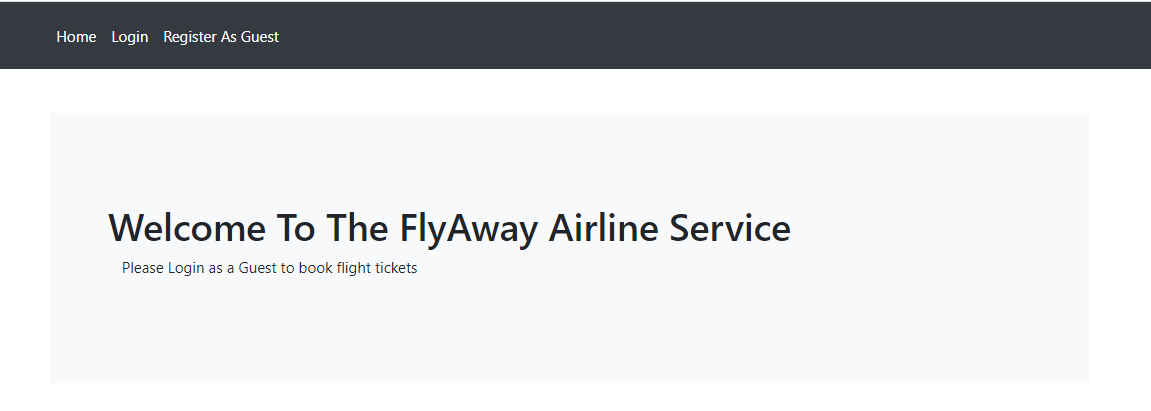 Home Login Register As Guest
Welcome To The FlyAway Airline Service
Please Login as a Guest to book flight tickets